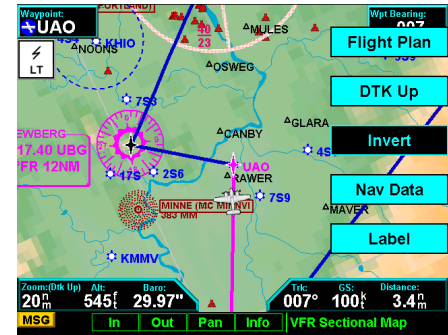 Waypoint:
UAO
Wpt Bearing:
LT
KHIO
NOONS
40
23
MULES
OSWEG
7S3
CANBY
GLARA
EWBERG
17.40 UBG
FR 12NM
17S
2S6
UAO
RAWER
4S
7S9
MINNE (MC MINNVI)
383 MM
MAVER
KMMV
Flight Plan
DTK Up
Invert
Nav Data
Label
Zoom:(Dtk Up)
20nm
Alt:
545ft
Baro:
29.97"
Trk:
007°
GS:
100kt
Distance:
3.4nm
MSG
In
Out
Pan
Info
VFR Sectional Map